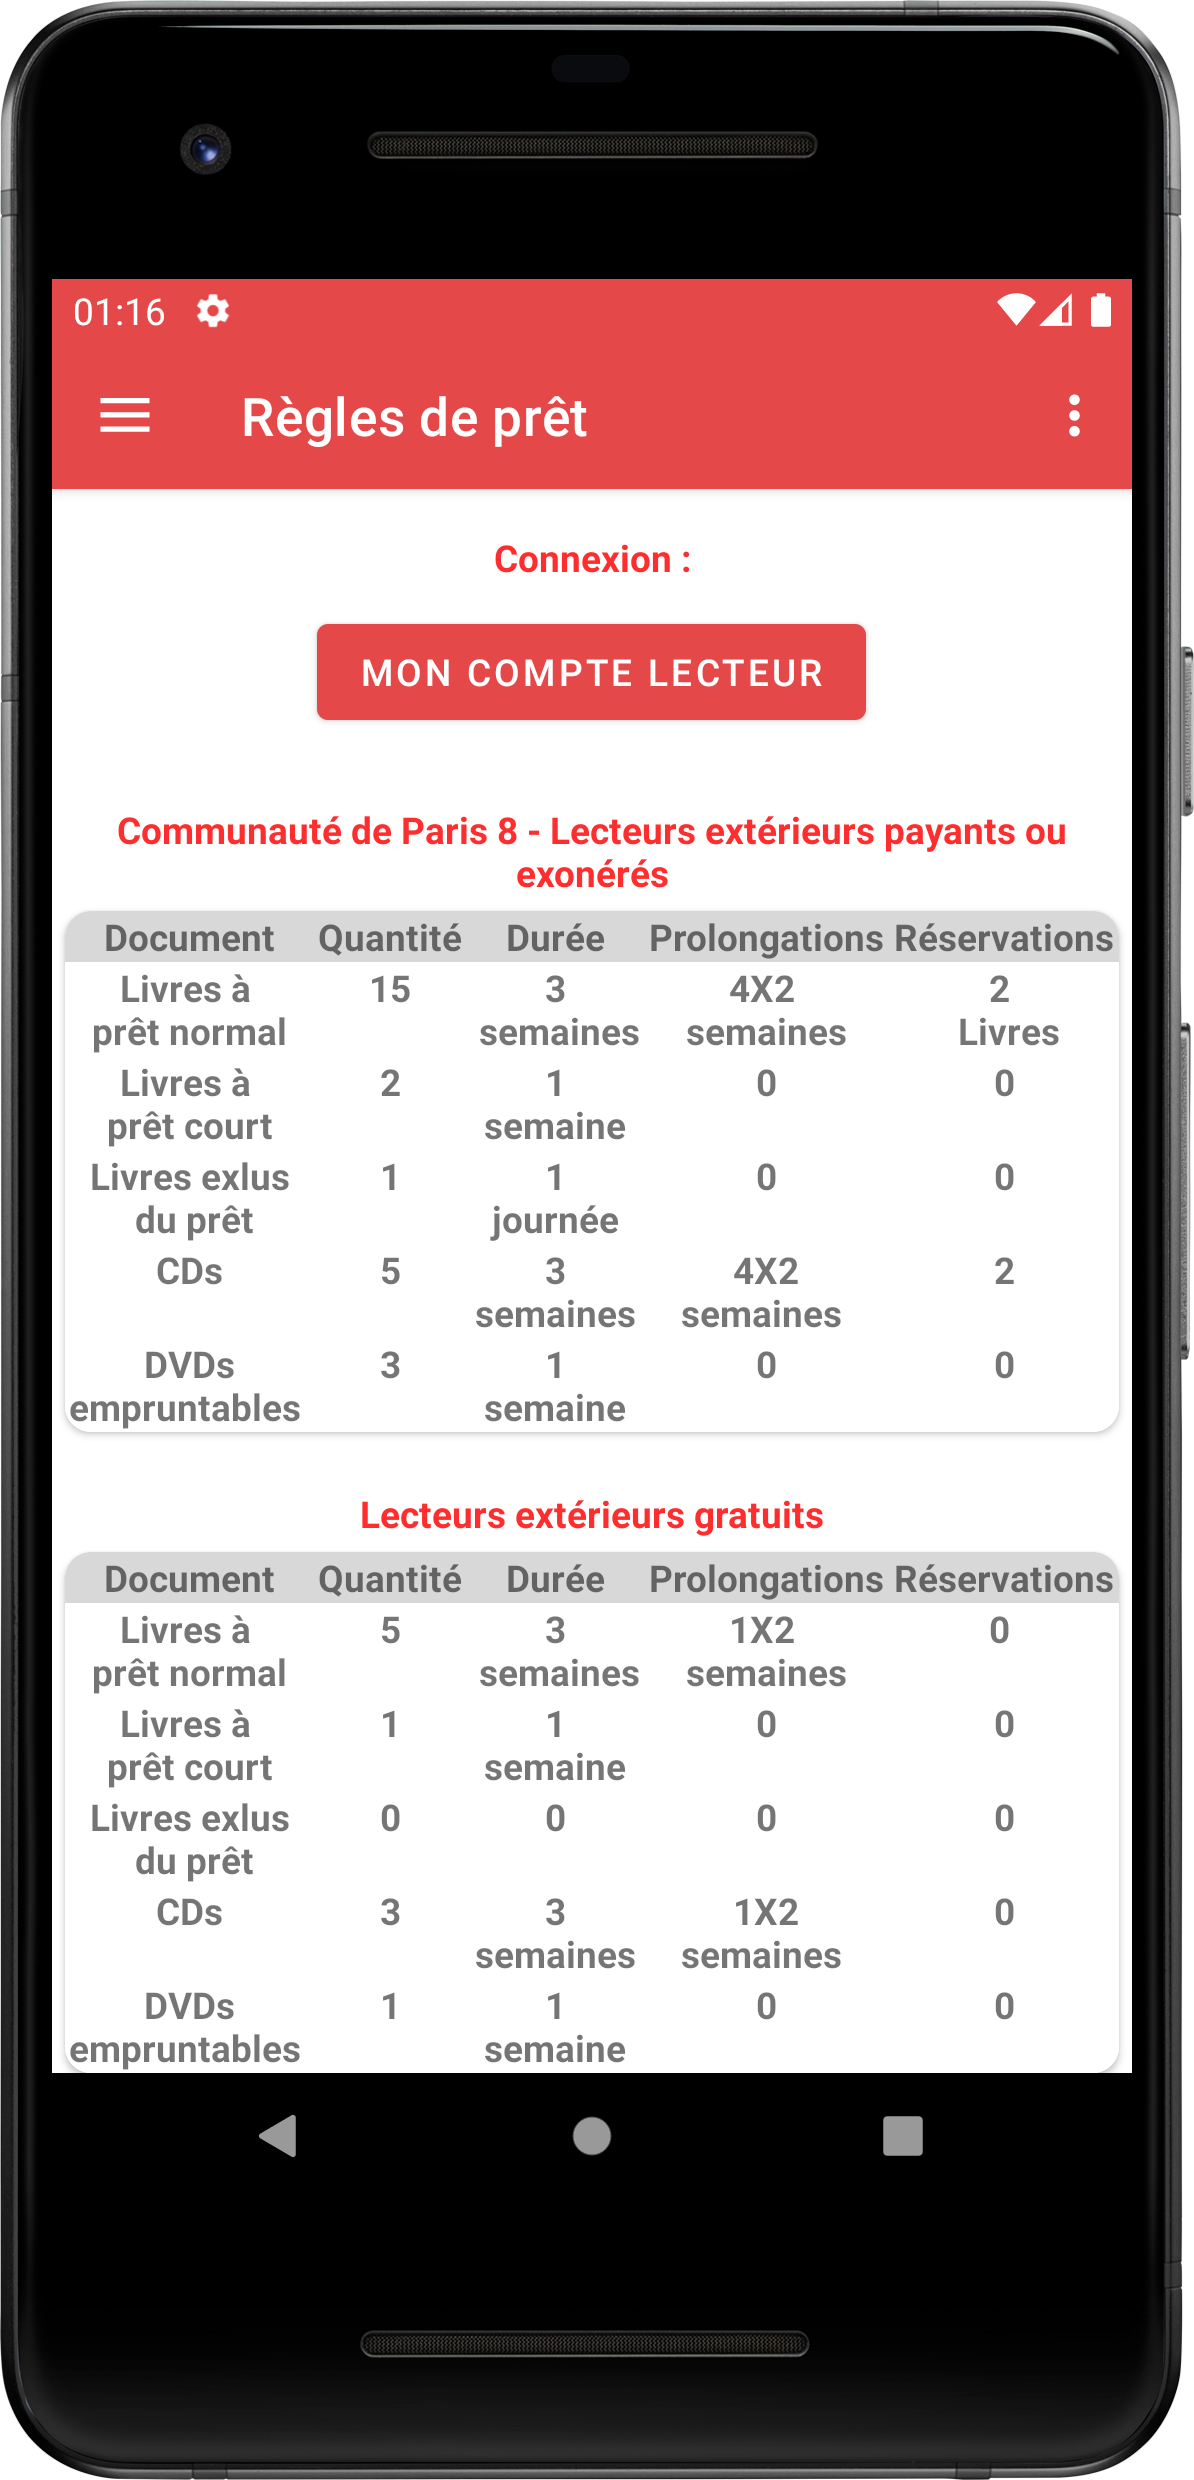 01:16
Règles de prêt
Connexion :
MON COMPTE LECTEUR
Communauté de Paris 8 - Lecteurs extérieurs payants ou
exonérés
Document Quantité Durée Prolongations Réservations
Livres à 15 3 4X2 2
prêt normal semaines semaines Livres
Livres à 2 1 0 0
prêt court semaine
Livres exlus 1 1 0 0
du prêt journée
CDs 5 3 4X2 2
semaines semaines
DVDs 3 1 0 0
empruntables semaine
Lecteurs extérieurs gratuits
Document Quantité Durée Prolongations Réservations
Livres à 5 3 1X2 0
prêt normal semaines semaines
Livres à 1 1 0 0
prêt court semaine
Livres exlus 0 0 0 0
du prêt
CDs 3 3 1X2 0
semaines semaines
DVDs 1 1 0 0
empruntables semaine